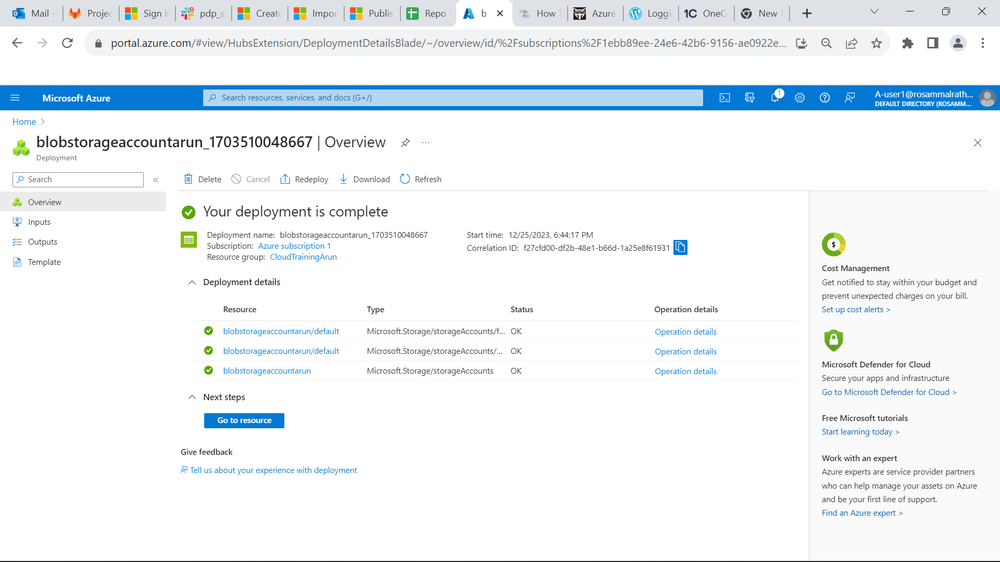 Mail -
Projec
Sign i
pdp_s
Create
Impor
Publis
Repo
b
How T
Azure
Loggi
OneC
New T
portal.azure.com/#view/HubsExtension/DeploymentDetailsBlade/~/overview/id/%2Fsubscriptions%2F1ebb89ee-24e6-42b6-9156-ae0922e...
Microsoft Azure
Search resources, services, and docs (G+/)
1
A-user1@rosammalrath...
DEFAULT DIRECTORY (ROSAMM...
Home >
blobstorageaccountarun_1703510048667 | Overview
...
Deployment
Search
«
Delete
Cancel
Redeploy
Download
Refresh
Overview
Inputs
Outputs
Template
Your deployment is complete
Deployment name: blobstorageaccountarun_1703510048667
Subscription: Azure subscription 1
Resource group: CloudTrainingArun
Start time: 12/25/2023, 6:44:17 PM
Correlation ID: f27cfd00-df2b-48e1-b66d-1a25e8f61931
Deployment details
Resource Type Status Operation details
blobstorageaccountarun/default Microsoft.Storage/storageAccounts/f... OK Operation details
blobstorageaccountarun/default Microsoft.Storage/storageAccounts/... OK Operation details
blobstorageaccountarun Microsoft.Storage/storageAccounts OK Operation details
Next steps
Go to resource
Give feedback
Tell us about your experience with deployment
$
Cost Management
Get notified to stay within your budget and
prevent unexpected charges on your bill.
Set up cost alerts >
Microsoft Defender for Cloud
Secure your apps and infrastructure
Go to Microsoft Defender for Cloud >
Free Microsoft tutorials
Start learning today >
Work with an expert
Azure experts are service provider partners
who can help manage your assets on Azure
and be your first line of support.
Find an Azure expert >